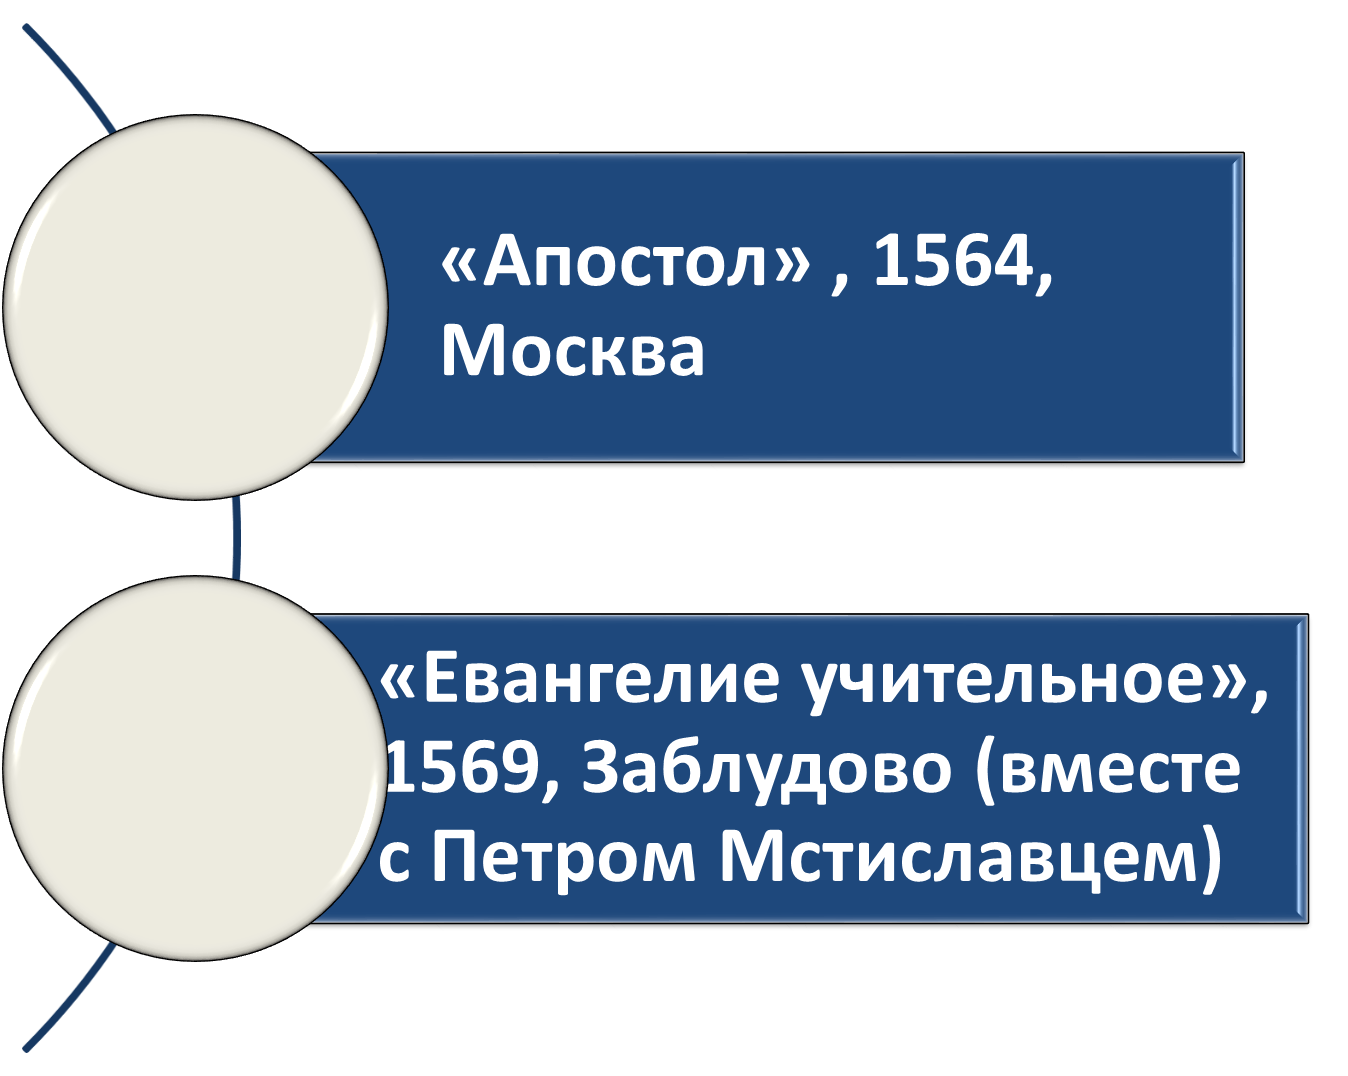 «Апостол» , 1564,
Москва
«Евангелие учительное»,
1569, Заблудово (вместе
с Петром Мстиславцем)